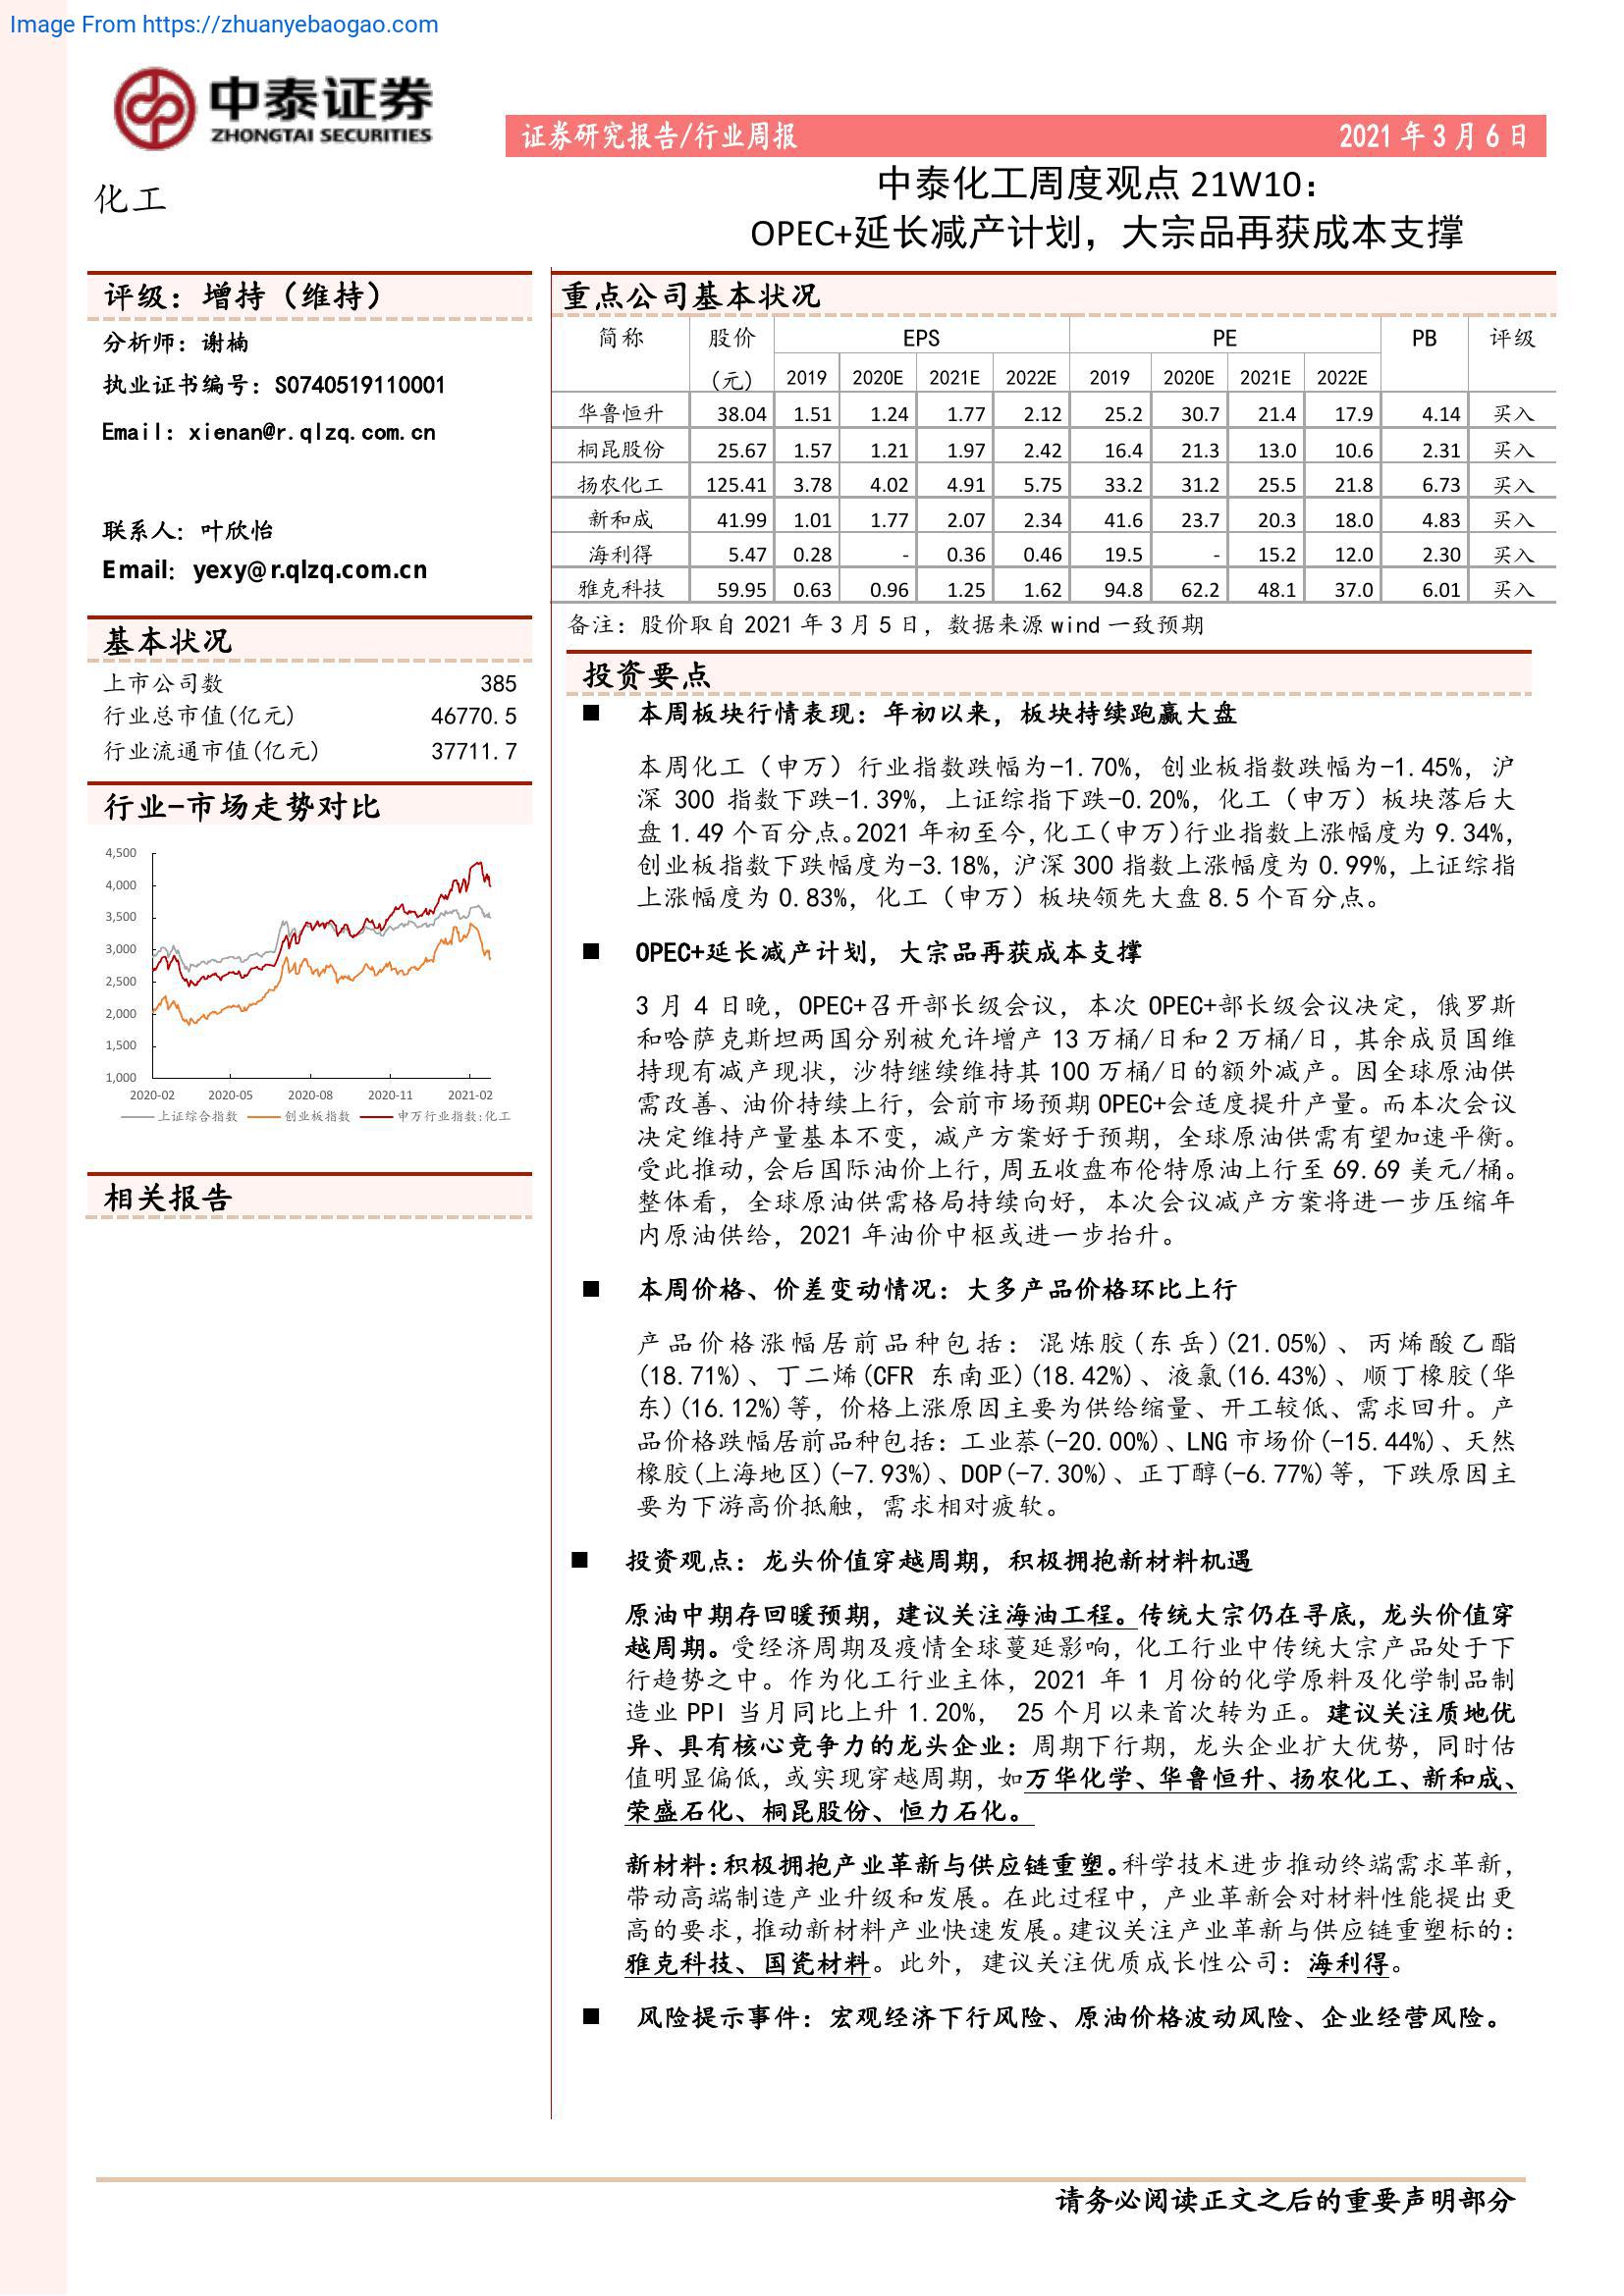 Image From https://zhuanyebaogao.com
中泰证券
ZHONGTAI SECURITIES
证券研究报告/行业周报 2021 年 3 月 6 日
化工
中泰化工周度观点 21W10：
OPEC+延长减产计划，大宗品再获成本支撑
评级：增持（维持）
分析师：谢楠
执业证书编号：S0740519110001
Email：xienan@r.qlzq.com.cn
联系人：叶欣怡
Email：yexy@r.qlzq.com.cn
基本状况
上市公司数 385
行业总市值(亿元) 46770.5
行业流通市值(亿元) 37711.7
行业-市场走势对比
4,500
4,000
3,500
3,000
2,500
2,000
1,500
1,000
2020-02 2020-05 2020-08 2020-11 2021-02
上证综合指数 创业板指数 申万行业指数:化工
相关报告
重点公司基本状况
简称 股价 EPS PE PB 评级
(元) 2019 2020E 2021E 2022E 2019 2020E 2021E 2022E
华鲁恒升 38.04 1.51 1.24 1.77 2.12 25.2 30.7 21.4 17.9 4.14 买入
桐昆股份 25.67 1.57 1.21 1.97 2.42 16.4 21.3 13.0 10.6 2.31 买入
扬农化工 125.41 3.78 4.02 4.91 5.75 33.2 31.2 25.5 21.8 6.73 买入
新和成 41.99 1.01 1.77 2.07 2.34 41.6 23.7 20.3 18.0 4.83 买入
海利得 5.47 0.28 - 0.36 0.46 19.5 - 15.2 12.0 2.30 买入
雅克科技 59.95 0.63 0.96 1.25 1.62 94.8 62.2 48.1 37.0 6.01 买入
备注：股价取自 2021 年 3 月 5 日，数据来源 wind 一致预期
投资要点
■ 本周板块行情表现：年初以来，板块持续跑赢大盘
本周化工（申万）行业指数跌幅为-1.70%，创业板指数跌幅为-1.45%，沪
深 300 指数下跌-1.39%，上证综指下跌-0.20%，化工（申万）板块落后大
盘 1.49 个百分点。2021 年初至今，化工(申万)行业指数上涨幅度为 9.34%，
创业板指数下跌幅度为-3.18%，沪深 300 指数上涨幅度为 0.99%，上证综指
上涨幅度为 0.83%，化工（申万）板块领先大盘 8.5 个百分点。
■ OPEC+延长减产计划，大宗品再获成本支撑
3 月 4 日晚，OPEC+召开部长级会议，本次 OPEC+部长级会议决定，俄罗斯
和哈萨克斯坦两国分别被允许增产 13 万桶/日和 2 万桶/日，其余成员国维
持现有减产现状，沙特继续维持其 100 万桶/日的额外减产。因全球原油供
需改善、油价持续上行，会前市场预期 OPEC+会适度提升产量。而本次会议
决定维持产量基本不变，减产方案好于预期，全球原油供需有望加速平衡。
受此推动，会后国际油价上行，周五收盘布伦特原油上行至 69.69 美元/桶。
整体看，全球原油供需格局持续向好，本次会议减产方案将进一步压缩年
内原油供给，2021 年油价中枢或进一步抬升。
■ 本周价格、价差变动情况：大多产品价格环比上行
产品价格涨幅居前品种包括：混炼胶(东岳)(21.05%)、丙烯酸乙酯
(18.71%)、丁二烯(CFR 东南亚)(18.42%)、液氯(16.43%)、顺丁橡胶(华
东)(16.12%)等，价格上涨原因主要为供给缩量、开工较低、需求回升。产
品价格跌幅居前品种包括：工业萘(-20.00%)、LNG 市场价(-15.44%)、天然
橡胶(上海地区)(-7.93%)、DOP(-7.30%)、正丁醇(-6.77%)等，下跌原因主
要为下游高价抵触，需求相对疲软。
■ 投资观点：龙头价值穿越周期，积极拥抱新材料机遇
原油中期存回暖预期，建议关注海油工程。传统大宗仍在寻底，龙头价值穿
越周期。受经济周期及疫情全球蔓延影响，化工行业中传统大宗产品处于下
行趋势之中。作为化工行业主体，2021 年 1 月份的化学原料及化学制品制
造业 PPI 当月同比上升 1.20%， 25 个月以来首次转为正。建议关注质地优
异、具有核心竞争力的龙头企业：周期下行期，龙头企业扩大优势，同时估
值明显偏低，或实现穿越周期，如万华化学、华鲁恒升、扬农化工、新和成、
荣盛石化、桐昆股份、恒力石化。
新材料：积极拥抱产业革新与供应链重塑。科学技术进步推动终端需求革新，
带动高端制造产业升级和发展。在此过程中，产业革新会对材料性能提出更
高的要求，推动新材料产业快速发展。建议关注产业革新与供应链重塑标的：
雅克科技、国瓷材料。此外，建议关注优质成长性公司：海利得。
■ 风险提示事件：宏观经济下行风险、原油价格波动风险、企业经营风险。
请务必阅读正文之后的重要声明部分